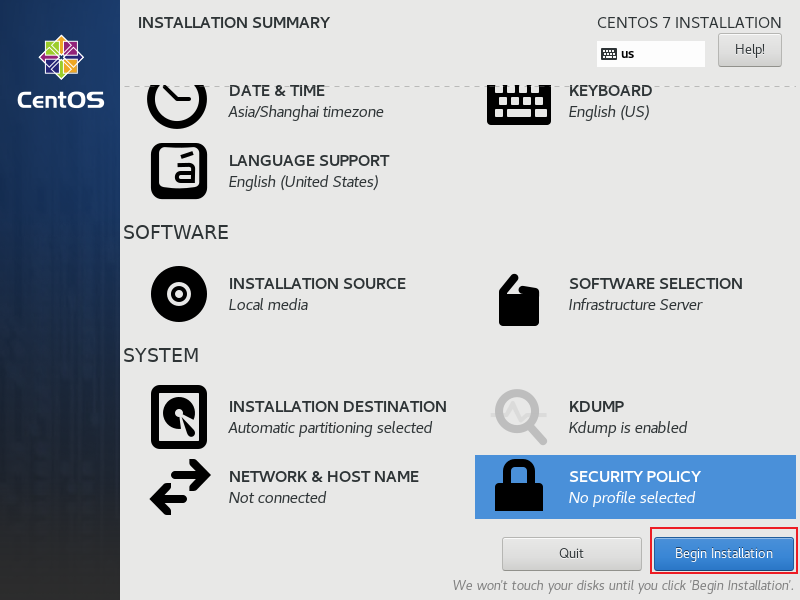 INSTALLATION SUMMARY
CENTOS 7 INSTALLATION
us
Help!
CentOS
DATE & TIME
Asia/Shanghai timezone
KEYBOARD
English (US)
á
LANGUAGE SUPPORT
English (United States)
SOFTWARE
INSTALLATION SOURCE
Local media
SOFTWARE SELECTION
Infrastructure Server
SYSTEM
INSTALLATION DESTINATION
Automatic partitioning selected
KDUMP
Kdump is enabled
NETWORK & HOST NAME
Not connected
SECURITY POLICY
No profile selected
Quit
Begin Installation
We won't touch your disks until you click 'Begin Installation'.